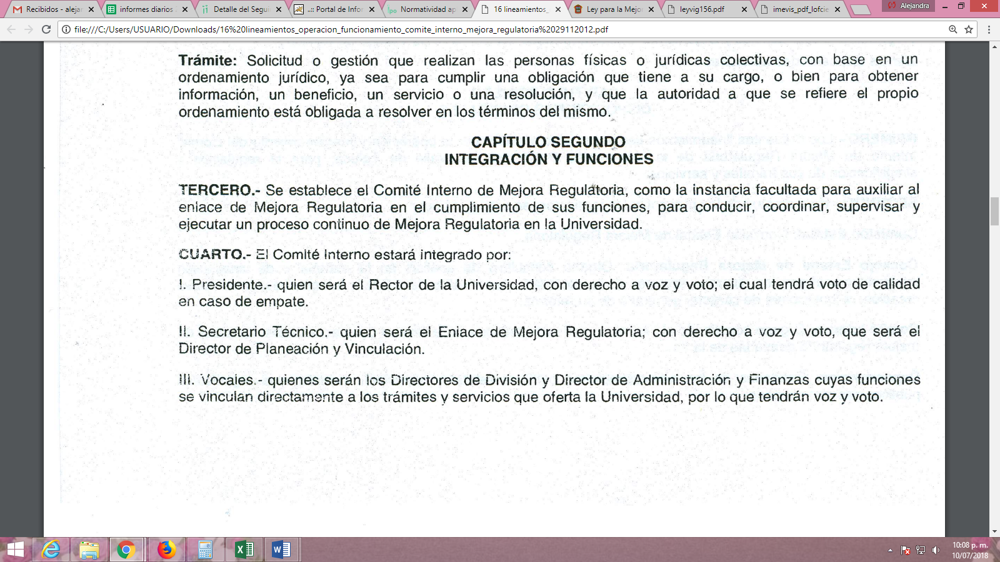 Recibidos - alejar
informes diarios
Detalle del Segui
..:: Portal de Infor
Normatividad ap
16 lineamientos_
Ley para la Mejo
leyvig156.pdf
imevis_pdf_lofcie
Alejandra
file:///C:/Users/USUARIO/Downloads/16%20lineamientos_operacion_funcionamiento_comite_interno_mejora_regulatoria%2029112012.pdf
Trámite: Solicitud o gestión que realizan las personas físicas o jurídicas colectivas, con base en un
ordenamiento jurídico, ya sea para cumplir una obligación que tiene a su cargo, o bien para obtener
información, un beneficio, un servicio o una resolución, y que la autoridad a que se refiere el propio
ordenamiento está obligada a resolver en los términos del mismo.
CAPÍTULO SEGUNDO
INTEGRACIÓN Y FUNCIONES
TERCERO.- Se establece el Comité Interno de Mejora Regulatoria, como la instancia facultada para auxiliar al
enlace de Mejora Regulatoria en el cumplimiento de sus funciones, para conducir, coordinar, supervisar y
ejecutar un proceso continuo de Mejora Regulatoria en la Universidad.
CUARTO.- El Comité Interno estará integrado por:
I. Presidente.- quien será el Rector de la Universidad, con derecho a voz y voto; el cual tendrá voto de calidad
en caso de empate.
II. Secretario Técnico.- quien será el Enlace de Mejora Regulatoria; con derecho a voz y voto, que será el
Director de Planeación y Vinculación.
III. Vocales.- quienes serán los Directores de División y Director de Administración y Finanzas cuyas funciones
se vinculan directamente a los trámites y servicios que oferta la Universidad, por lo que tendrán voz y voto.
10:08 p. m.
10/07/2018